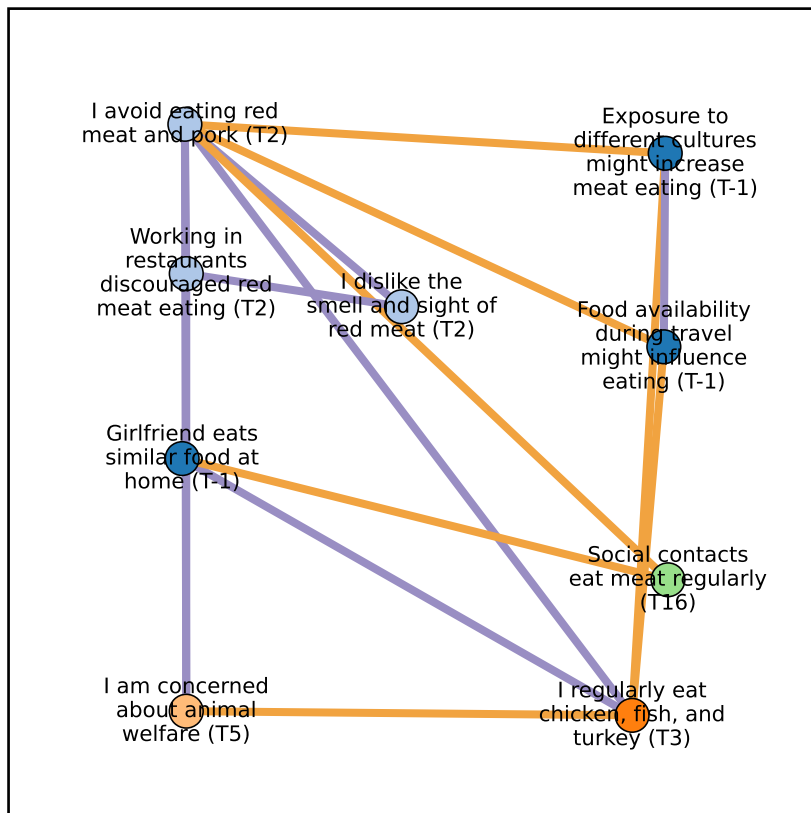 I avoid eating red
meat and pork (T2)
Exposure to
different cultures
might increase
meat eating (T-1)
Working in
restaurants
discouraged red
meat eating (T2)
I dislike the
smell and sight of
red meat (T2)
Food availability
during travel
might influence
eating (T-1)
Girlfriend eats
similar food at
home (T-1)
Social contacts
eat meat regularly
(T16)
I am concerned
about animal
welfare (T5)
I regularly eat
chicken, fish, and
turkey (T3)